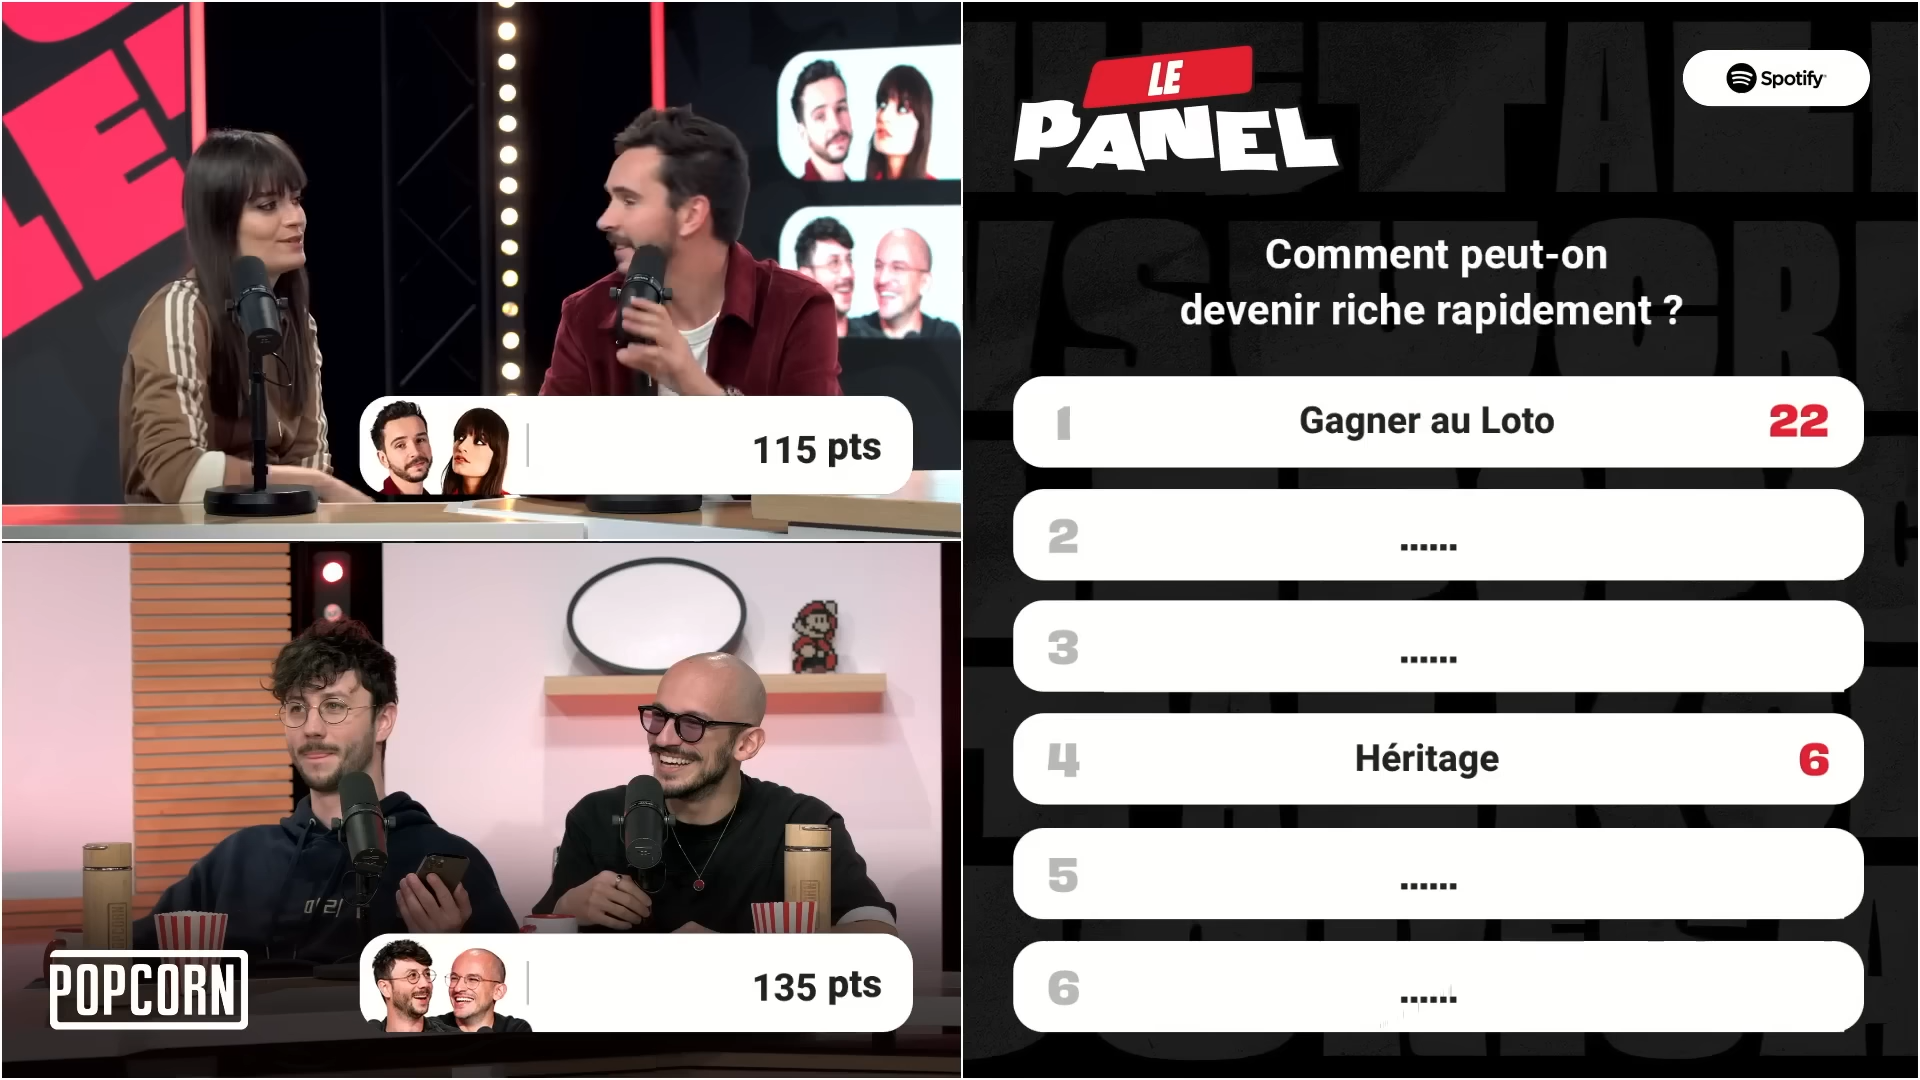 LE
PANEL
Spotify
Comment peut-on
devenir riche rapidement ?
1 Gagner au Loto 22
2 ......
3 ......
4 Héritage 6
5 ......
6 ......
115 pts
135 pts
POPCORN